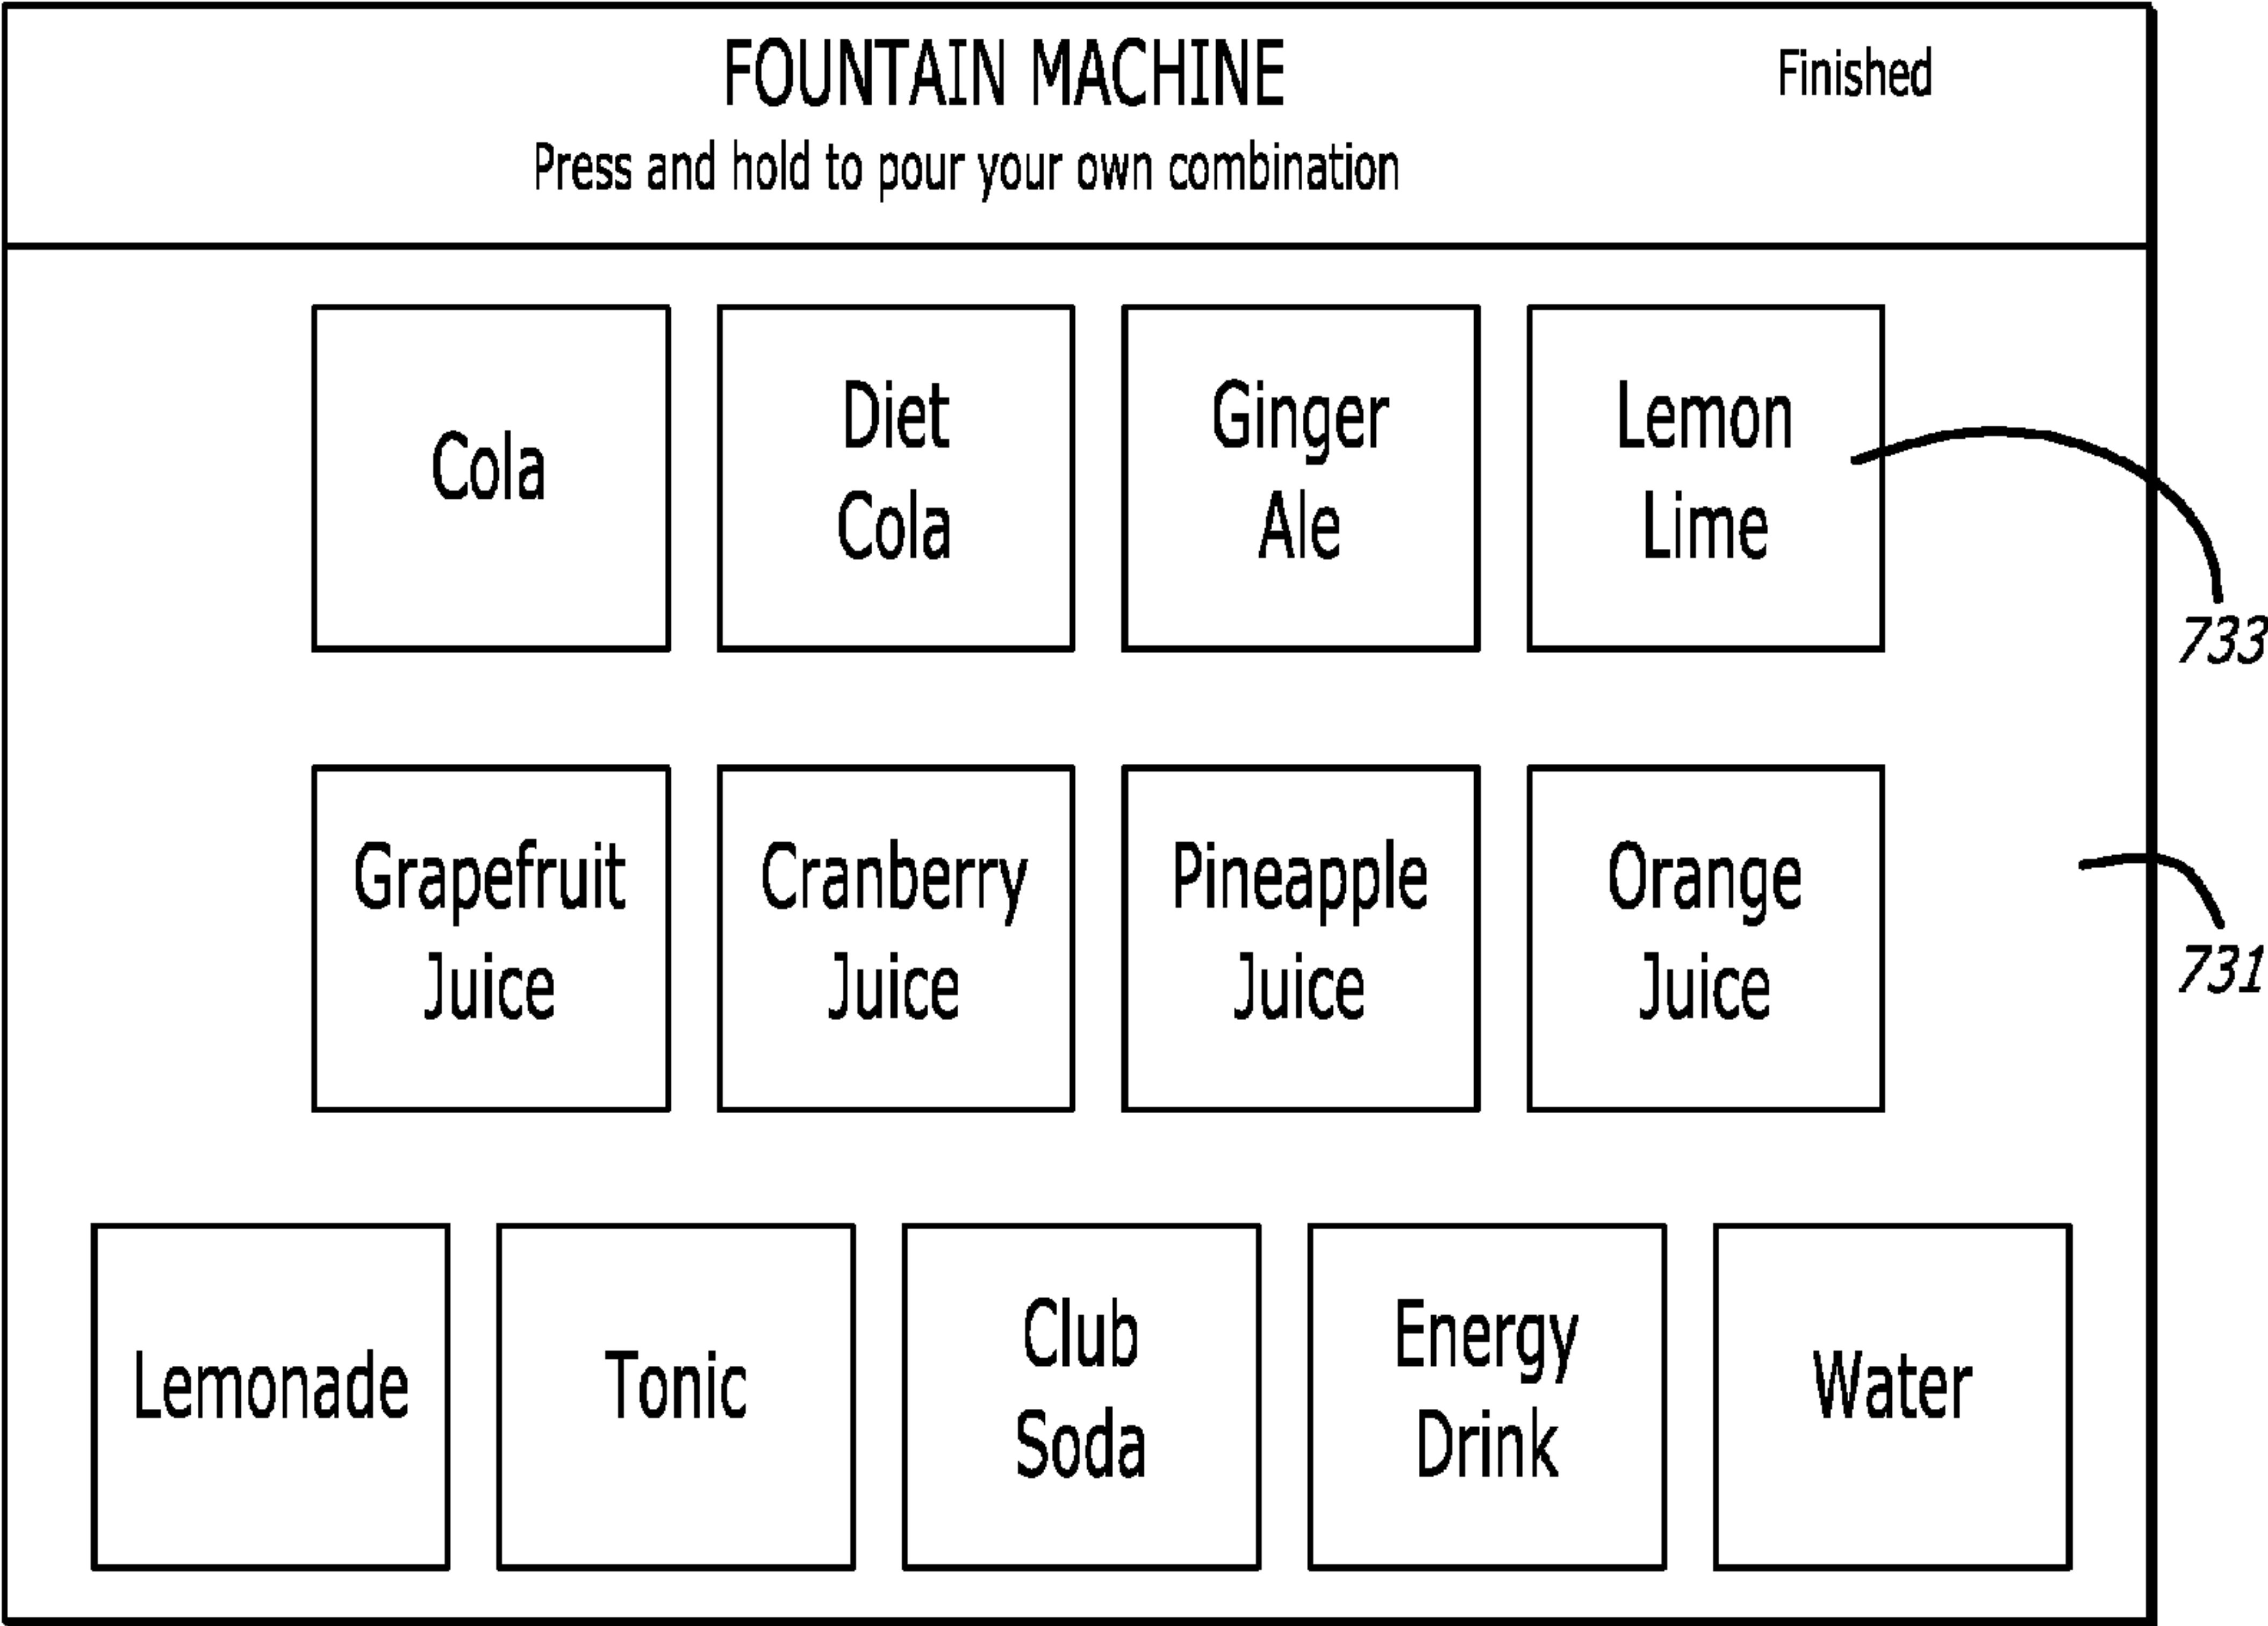 FOUNTAIN MACHINE
Finished
Press and hold to pour your own combination
Cola
Diet
Cola
Ginger
Ale
Lemon
Lime
733
Grapefruit
Juice
Cranberry
Juice
Pineapple
Juice
Orange
Juice
731
Lemonade
Tonic
Club
Soda
Energy
Drink
Water